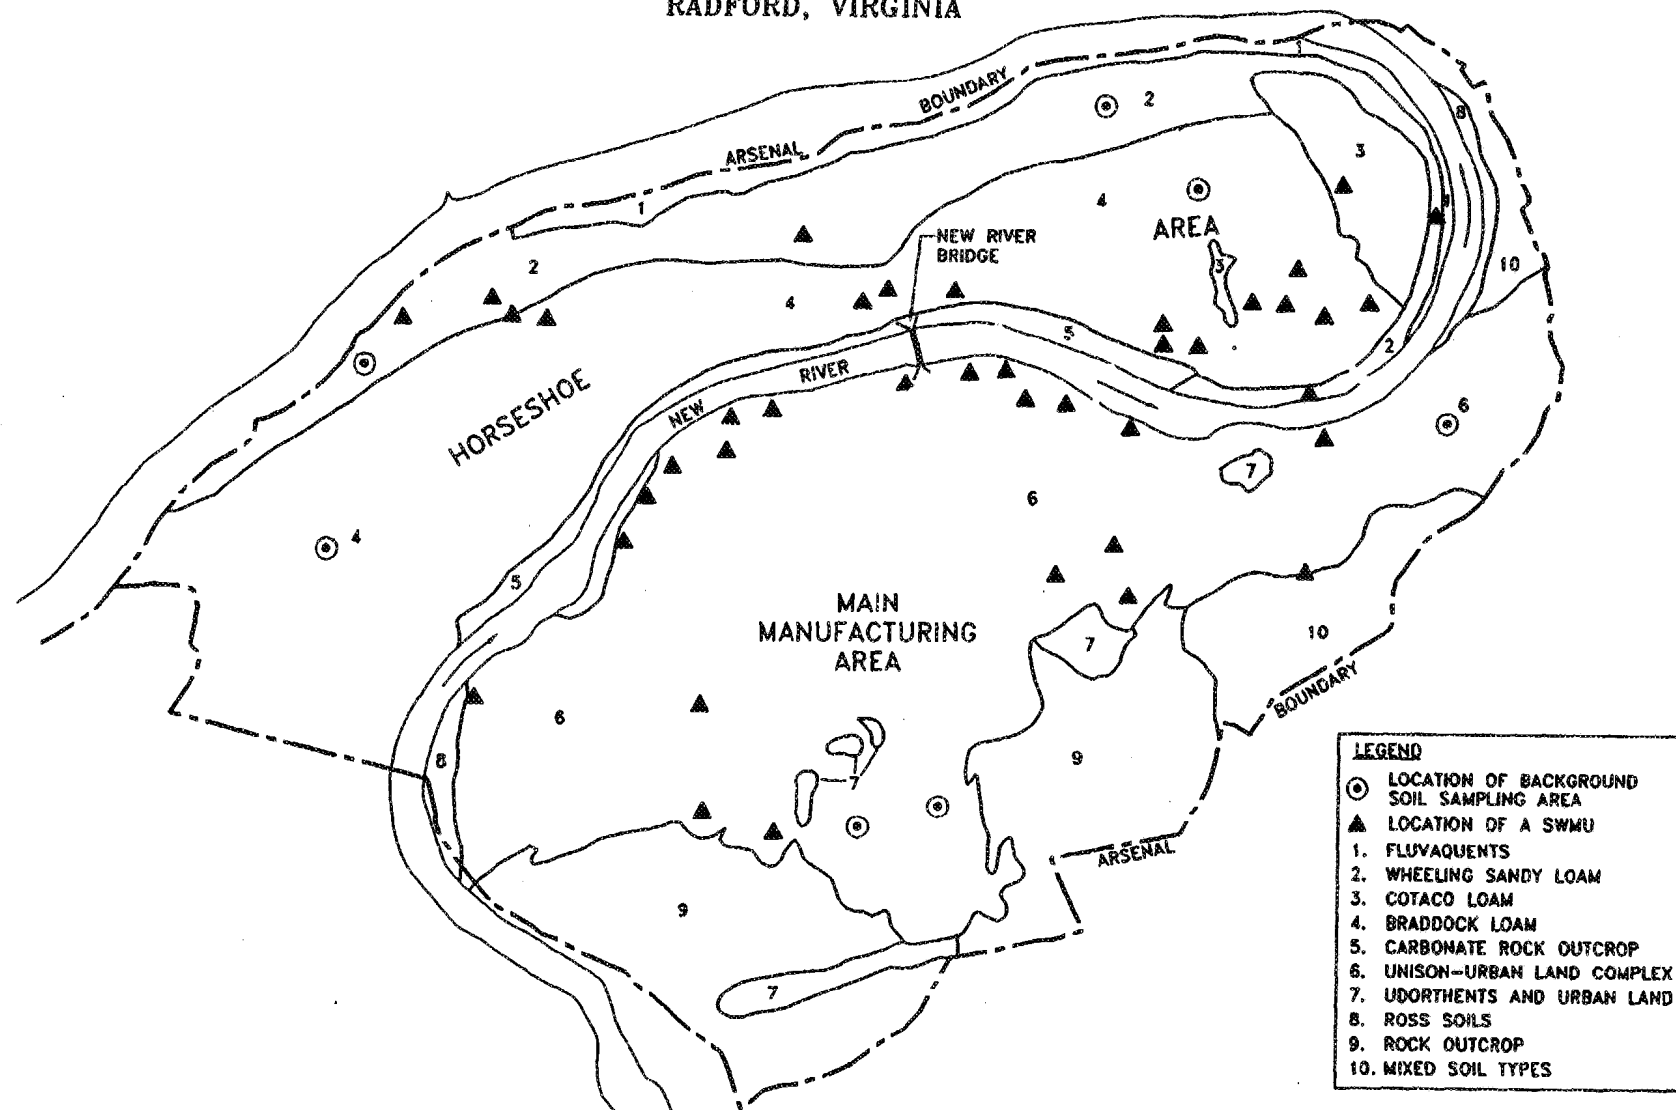 RADFORD, VIRGINIA
BOUNDARY
ARSENAL
2
1
8
3
1
4
AREA
10
NEW RIVER
BRIDGE
3
2
4
5
2
RIVER
NEW
HORSESHOE
6
7
6
4
5
MAIN
MANUFACTURING
AREA
7
10
BOUNDARY
6
8
7
9
ARSENAL
9
7
LEGEND
LOCATION OF BACKGROUND
SOIL SAMPLING AREA
LOCATION OF A SWMU
1. FLUVAQUENTS
2. WHEELING SANDY LOAM
3. COTACO LOAM
4. BRADDOCK LOAM
5. CARBONATE ROCK OUTCROP
6. UNISON-URBAN LAND COMPLEX
7. UDORTHENTS AND URBAN LAND
8. ROSS SOILS
9. ROCK OUTCROP
10. MIXED SOIL TYPES